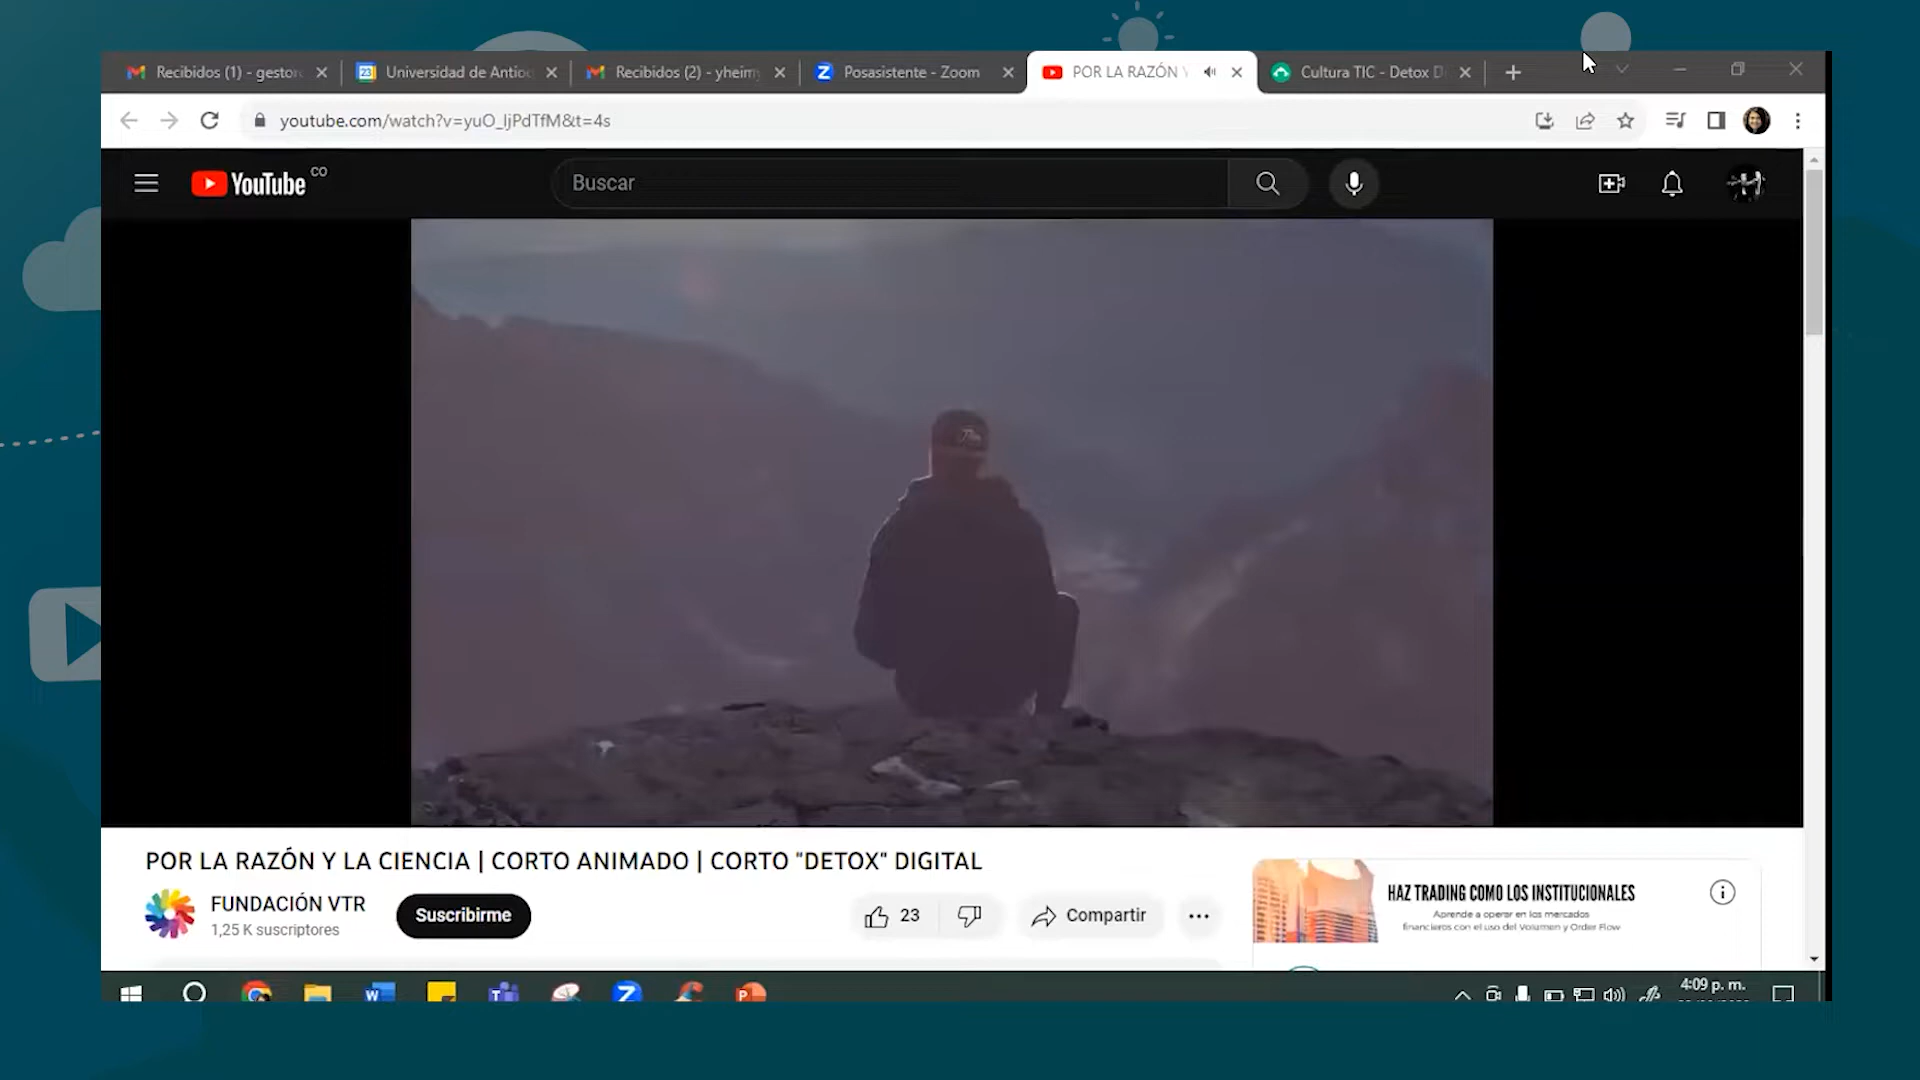 Recibidos (1) - gestor
Universidad de Antio
Recibidos (2) - yheim
Posasistente - Zoom
POR LA RAZÓN Y
Cultura TIC - Detox D
youtube.com/watch?v=yuO_ljPdTfM&t=4s
YouTube CO
Buscar
POR LA RAZÓN Y LA CIENCIA | CORTO ANIMADO | CORTO "DETOX" DIGITAL
FUNDACIÓN VTR
1,25 K suscriptores
Suscribirme
23
Compartir
HAZ TRADING COMO LOS INSTITUCIONALES
Aprende a operar en los mercados
financieros con el uso del Volumen y Order Flow
4:09 p. m.